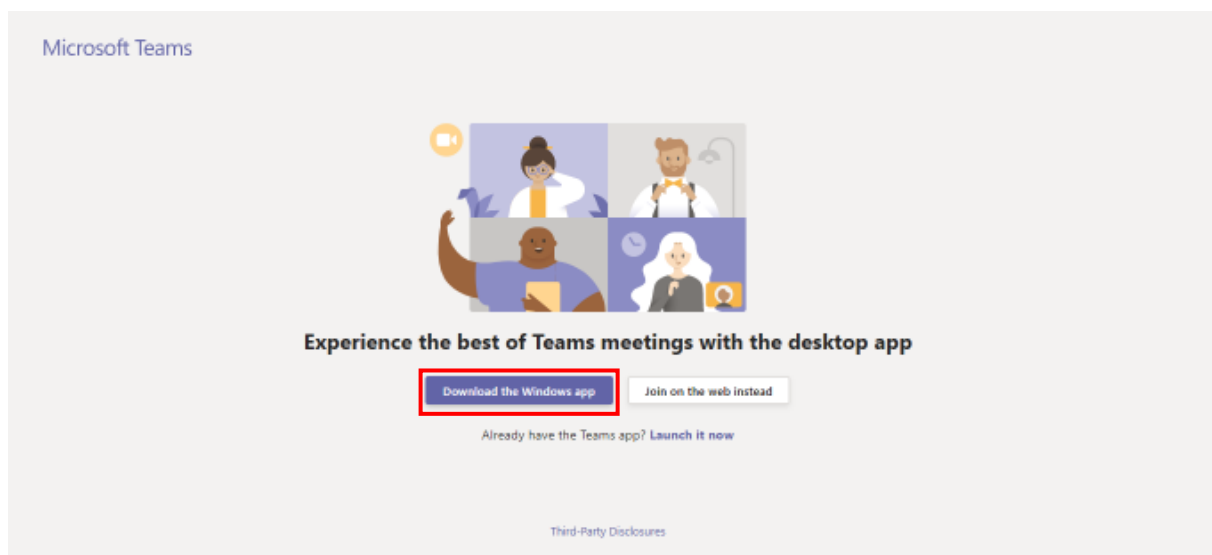 Microsoft Teams
Experience the best of Teams meetings with the desktop app
Download the Windows app
Join on the web instead
Already have the Teams app? Launch it now
Third-Party Disclosures